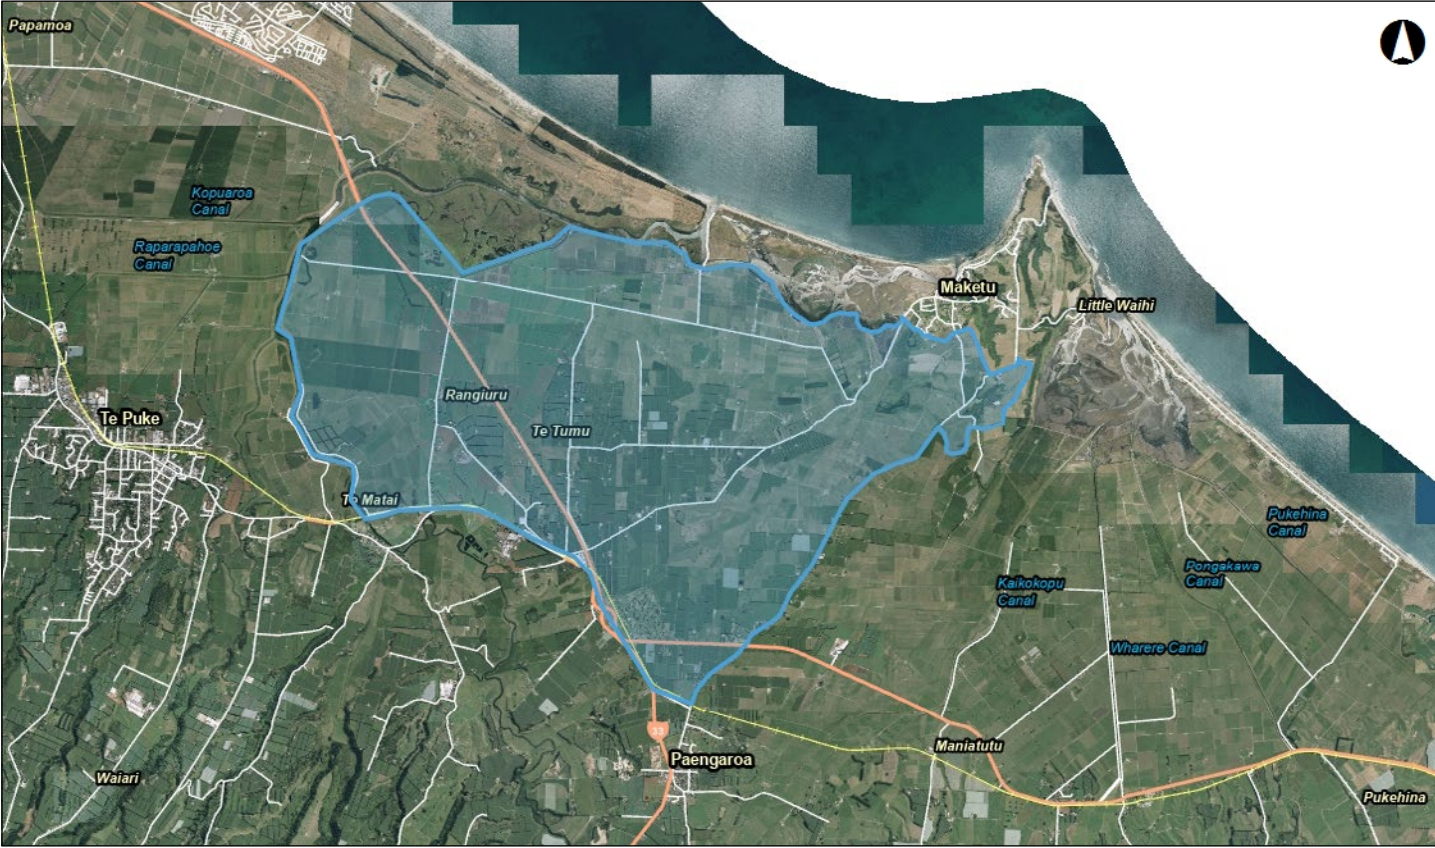 Papamoa
Kopuaroa
Canal
Raparapahoe
Canal
Maketu
Little Waihi
Rangiuru
Te Puke
Te Tumu
Te Matai
Pukehina
Canal
Pongakawa
Canal
Kaikokopu
Canal
Wharere Canal
33
Maniatutu
Paengaroa
Waiari
Pukehina